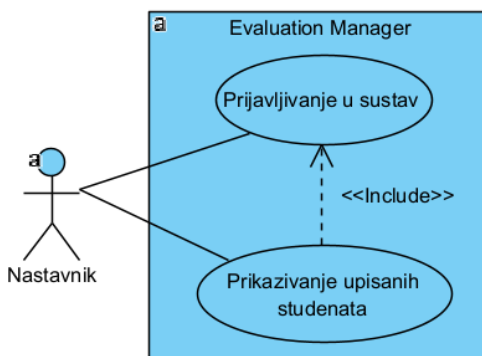 a
Evaluation Manager
Prijavljivanje u sustav
a
<<Include>>
Nastavnik
Prikazivanje upisanih
studenata